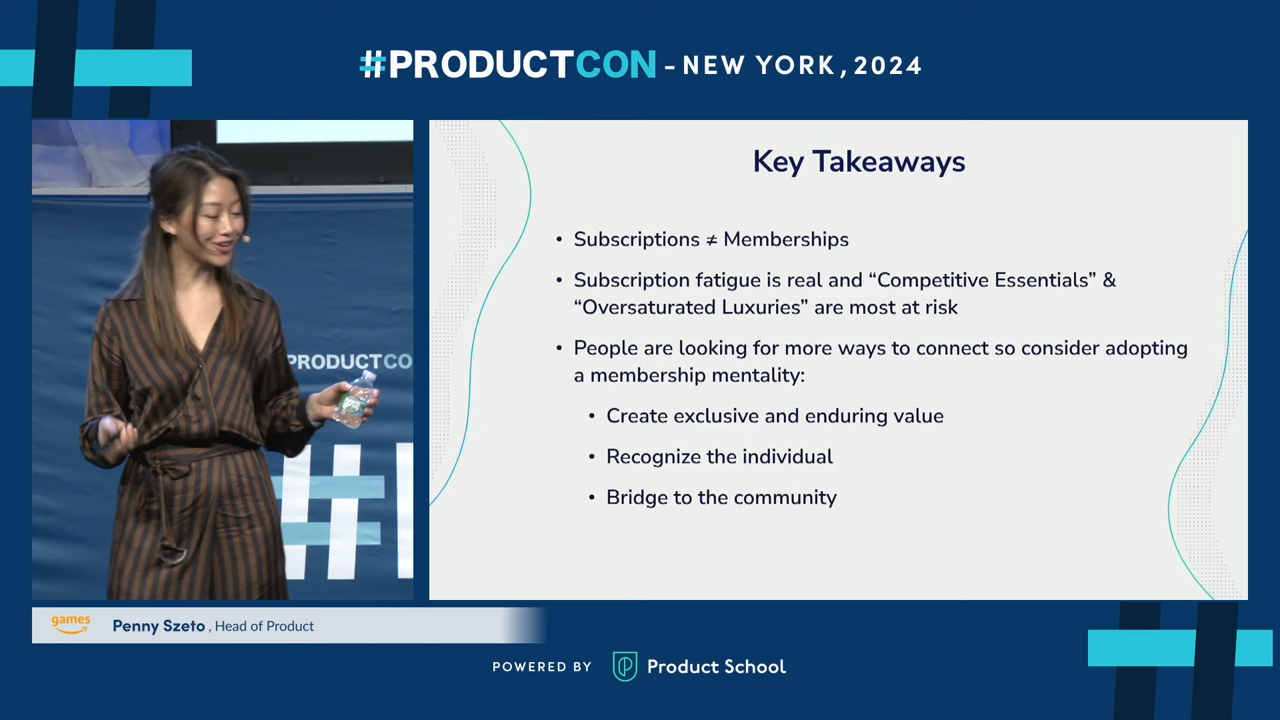 #PRODUCTCON - NEW YORK, 2024
Key Takeaways
• Subscriptions ≠ Memberships
• Subscription fatigue is real and “Competitive Essentials” &
“Oversaturated Luxuries” are most at risk
• People are looking for more ways to connect so consider adopting
a membership mentality:
• Create exclusive and enduring value
• Recognize the individual
• Bridge to the community
PRODUCTCO
#
games
Penny Szeto, Head of Product
POWERED BY Product School